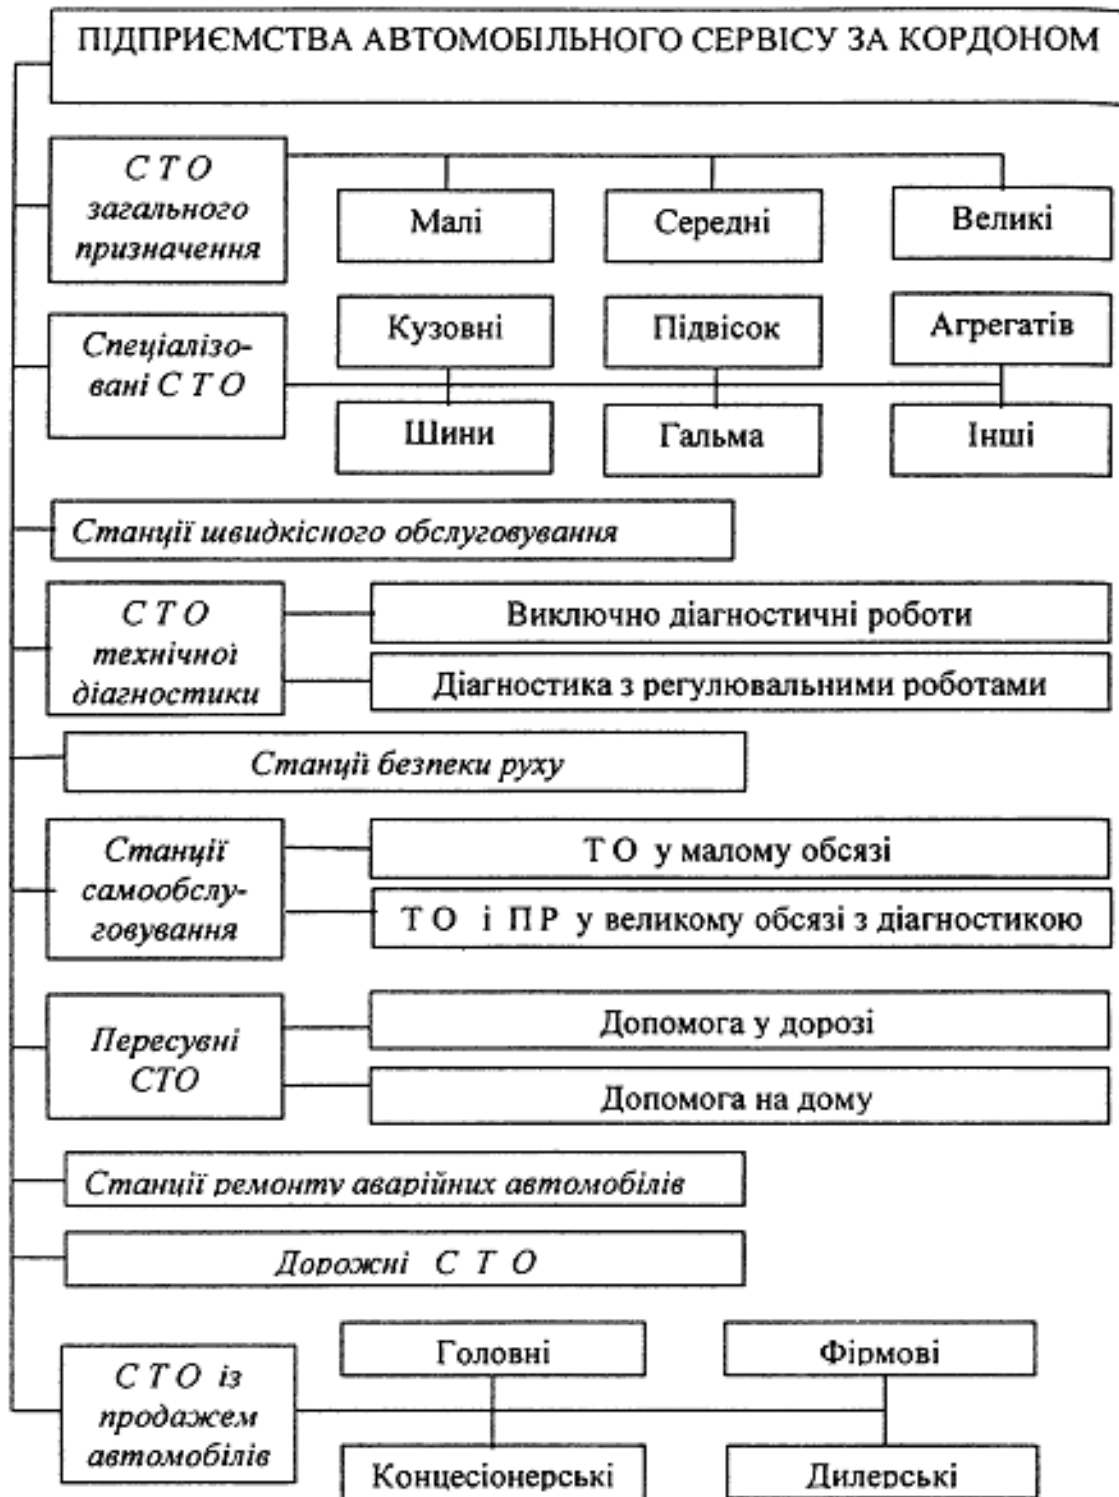 ПІДПРИЄМСТВА АВТОМОБІЛЬНОГО СЕРВІСУ ЗА КОРДОНОМ
С Т О
загального
призначення
Малі
Середні
Великі
Спеціалізо-
вані С Т О
Кузовні
Підвісок
Агрегатів
Шини
Гальма
Інші
Станції швидкісного обслуговування
С Т О
технічної
діагностики
Виключно діагностичні роботи
Діагностика з регулювальними роботами
Станції безпеки руху
Станції
самообслу-
говування
Т О у малому обсязі
Т О і П Р у великому обсязі з діагностикою
Пересувні
СТО
Допомога у дорозі
Допомога на дому
Станції ремонту аварійних автомобілів
Дорожні С Т О
С Т О із
продажем
автомобілів
Головні
Фірмові
Концесіонерські
Дилерські